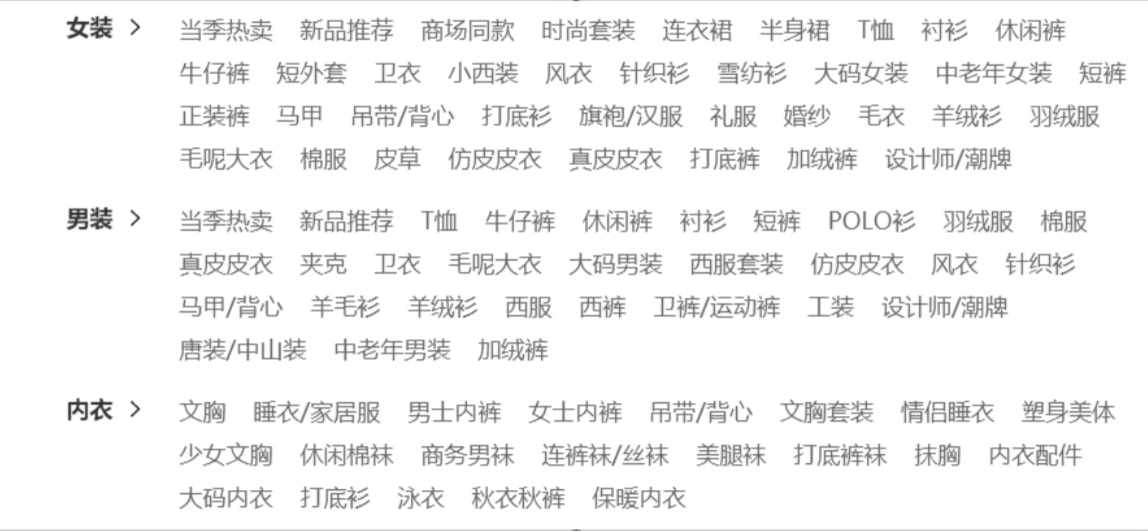 女装 > 当季热卖 新品推荐 商场同款 时尚套装 连衣裙 半身裙 T恤 衬衫 休闲裤
牛仔裤 短外套 卫衣 小西装 风衣 针织衫 雪纺衫 大码女装 中老年女装 短裤
正装裤 马甲 吊带/背心 打底衫 旗袍/汉服 礼服 婚纱 毛衣 羊绒衫 羽绒服
毛呢大衣 棉服 皮草 仿皮皮衣 真皮皮衣 打底裤 加绒裤 设计师/潮牌
男装 > 当季热卖 新品推荐 T恤 牛仔裤 休闲裤 衬衫 短裤 POLO衫 羽绒服 棉服
真皮皮衣 夹克 卫衣 毛呢大衣 大码男装 西服套装 仿皮皮衣 风衣 针织衫
马甲/背心 羊毛衫 羊绒衫 西服 西裤 卫裤/运动裤 工装 设计师/潮牌
唐装/中山装 中老年男装 加绒裤
内衣 > 文胸 睡衣/家居服 男士内裤 女士内裤 吊带/背心 文胸套装 情侣睡衣 塑身美体
少女文胸 休闲棉袜 商务男袜 连裤袜/丝袜 美腿袜 打底裤袜 抹胸 内衣配件
大码内衣 打底衫 泳衣 秋衣秋裤 保暖内衣